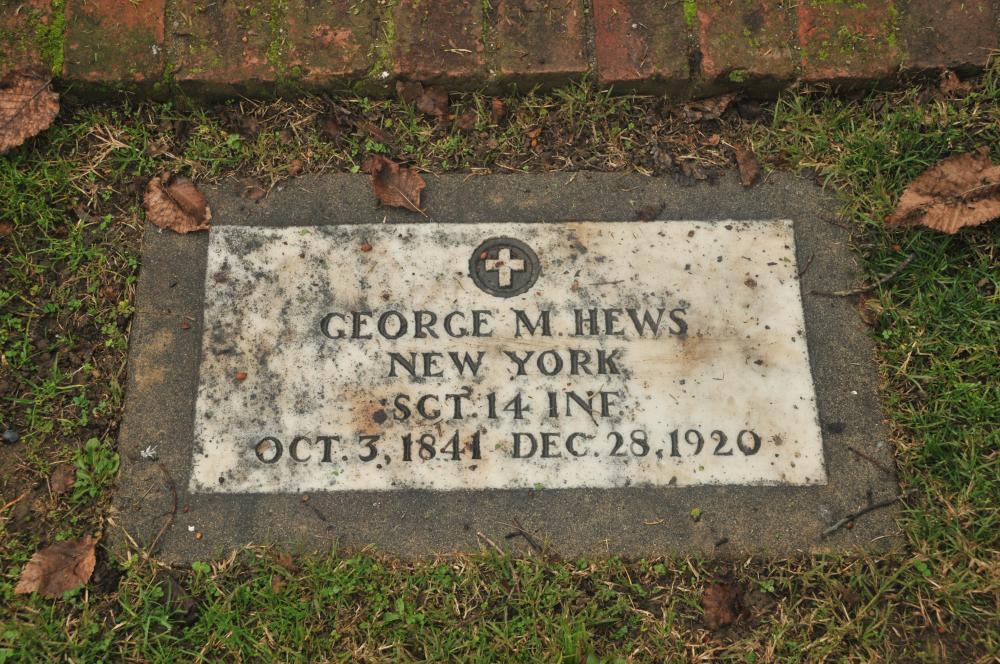 GEORGE M. HEWS
NEW YORK
SGT. 14 INF.
OCT. 3, 1841 DEC. 28, 1920